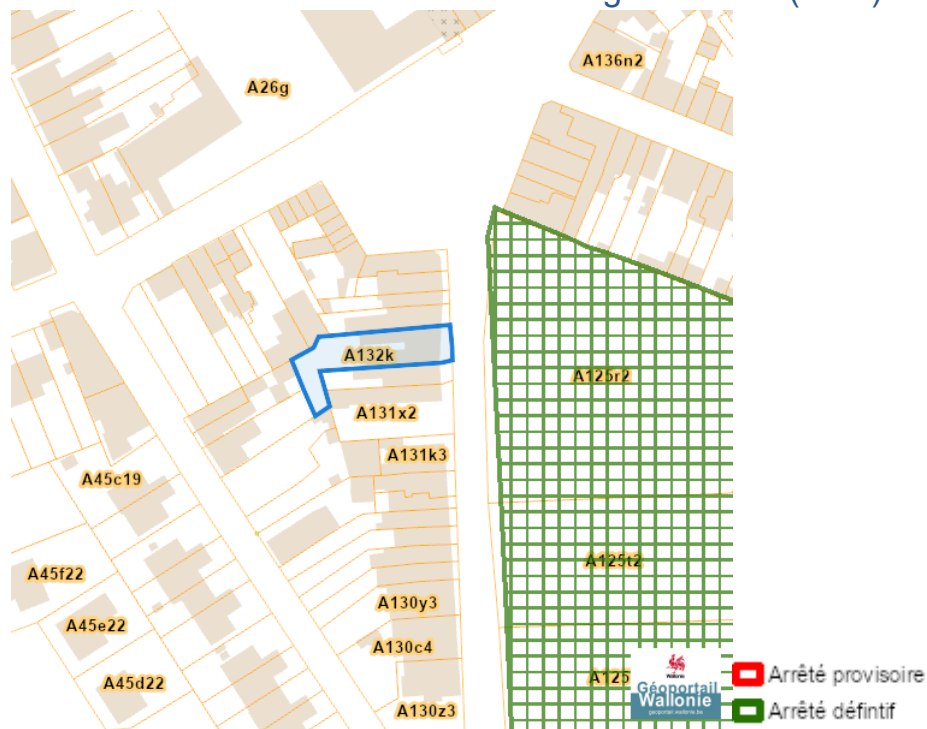 A136n2
A26g
A132k
A125r2
A131x2
A131k3
A45c19
A125t2
A45f22
A130y3
A45e22
A130c4
A45d22
A125
A130z3
Wallonie
Géoportail
Wallonie
geoportail.wallonie.be
Arrêté provisoire
Arrêté défintif